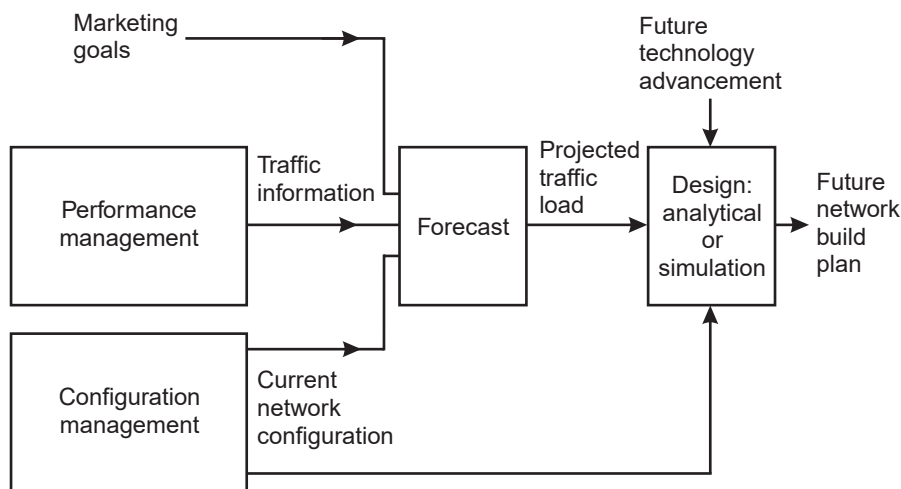 Marketing
goals
Future
technology
advancement
Performance
management
Traffic
information
Forecast
Projected
traffic
load
Design:
analytical
or
simulation
Future
network
build
plan
Configuration
management
Current
network
configuration